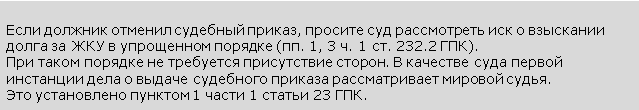 Если должник отменил судебный приказ, просите суд рассмотреть иск о взыскании
долга за ЖКУ в упрощенном порядке (пп. 1, 3 ч. 1 ст. 232.2 ГПК).
При таком порядке не требуется присутствие сторон. В качестве суда первой
инстанции дела о выдаче судебного приказа рассматривает мировой судья.
Это установлено пунктом 1 части 1 статьи 23 ГПК.